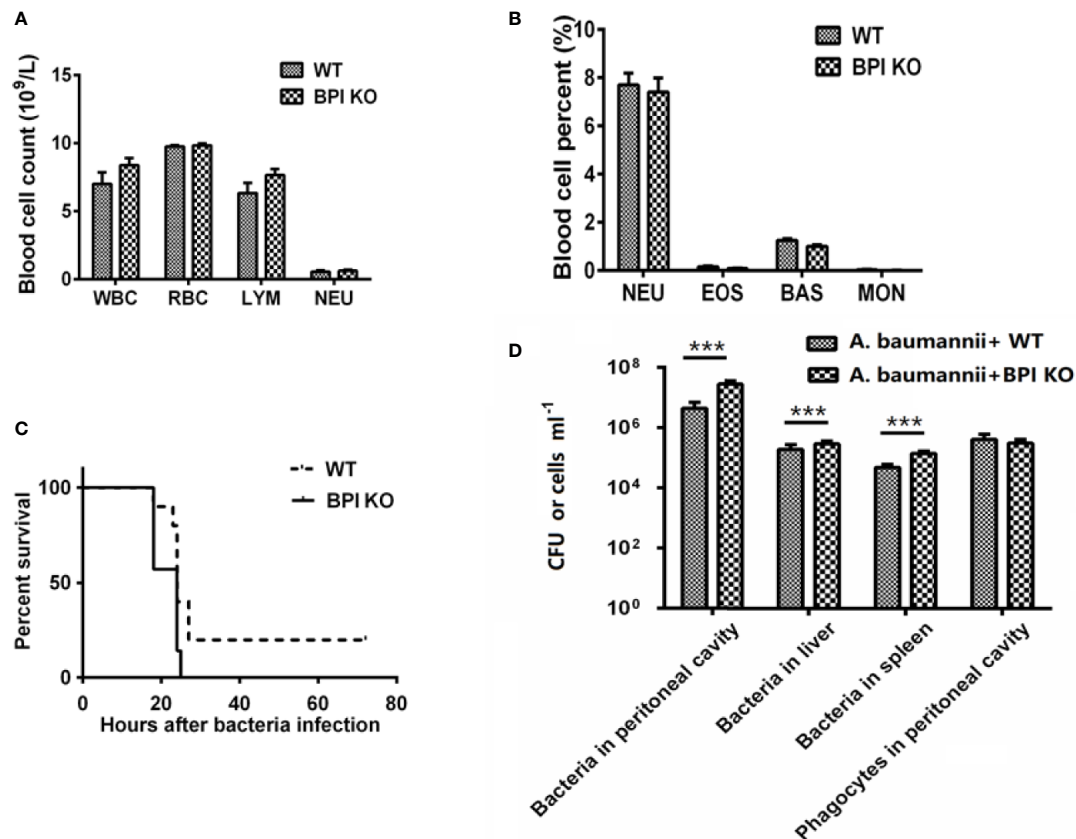 A
Blood cell count (10⁹/L)
15
10
5
0
WT
BPI KO
WBC RBC LYM NEU
B
Blood cell percent (%)
10
8
6
4
2
0
WT
BPI KO
NEU EOS BAS MON
C
Percent survival
100
50
0
WT
BPI KO
0 20 40 60 80
Hours after bacteria infection
D
CFU or cells ml⁻¹
10⁸
10⁶
10⁴
10²
10⁰
A. baumannii+ WT
A. baumannii+BPI KO
***
***
***
Bacteria in peritoneal cavity
Bacteria in liver
Bacteria in spleen
Phagocytes in peritoneal cavity